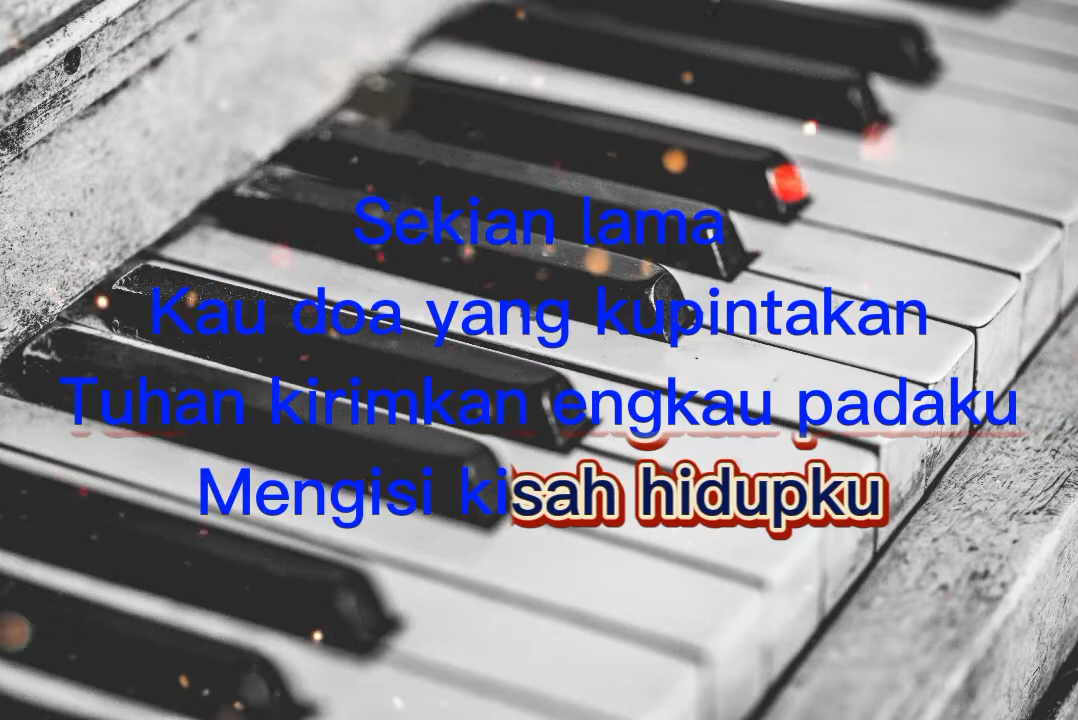 Sekian lama
Kau doa yang kupintakan
Tuhan kirimkan engkau padaku
Mengisi kisah hidupku